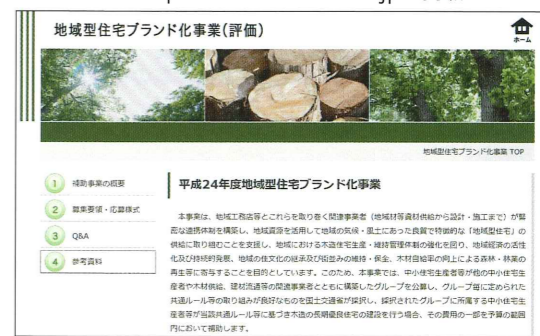 地域型住宅ブランド化事業(評価)
ホーム
地域型住宅ブランド化事業 TOP
1 補助事業の概要
2 募集要領・応募様式
3 Q&A
4 参考資料
平成24年度地域型住宅ブランド化事業
本事業は、地域工務店等とこれらを取り巻く関連事業者(地域材等資材供給から設計・施工まで)が緊
密な連携体制を構築し、地域資源を活用して地域の気候・風土にあった良質で特徴的な「地域型住宅」の
供給に取り組むことを支援し、地域における木造住宅生産・維持管理体制の強化を図り、地域経済の活性
化及び持続的発展、地域の住文化の継承及び街並みの維持・保全、木材自給率の向上による森林・林業の
再生等に寄与することを目的としています。このため、本事業では、中小住宅生産者等が他の中小住宅生
産者や木材供給、建材流通等の関連事業者とともに構築したグループを公募し、グループ毎に定められた
共通ルール等の取り組みが良好なものを国土交通省が採択し、採択されたグループに所属する中小住宅生
産者等が当該共通ルール等に基づき木造の長期優良住宅の建設を行う場合、その費用の一部を予算の範囲
内において補助します。